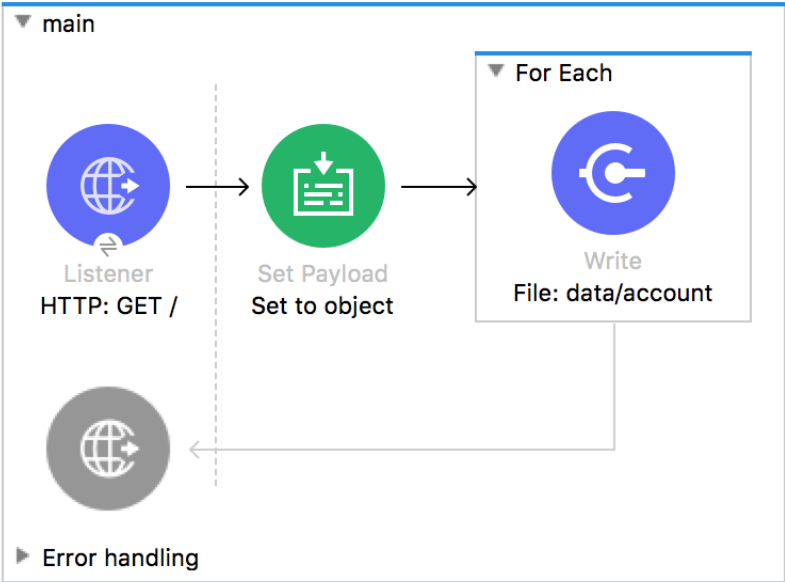 main
For Each
Listener
HTTP: GET /
Set Payload
Set to object
Write
File: data/account
Error handling